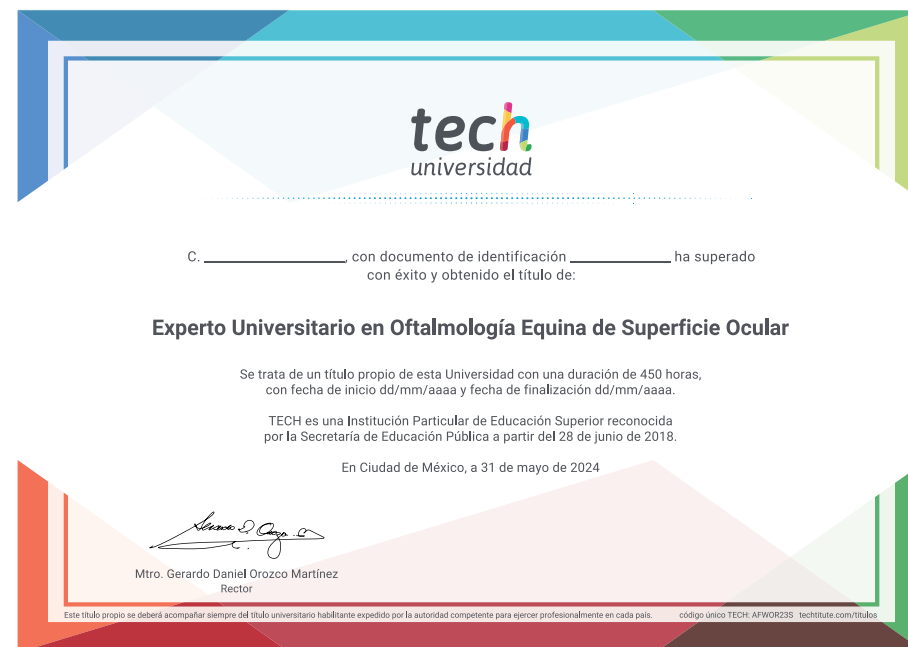 tech
universidad
C. ____________, con documento de identificación ____________ ha superado
con éxito y obtenido el título de:
Experto Universitario en Oftalmología Equina de Superficie Ocular
Se trata de un título propio de esta Universidad con una duración de 450 horas,
con fecha de inicio dd/mm/aaaa y fecha de finalización dd/mm/aaaa.
TECH es una Institución Particular de Educación Superior reconocida
por la Secretaría de Educación Pública a partir del 28 de junio de 2018.
En Ciudad de México, a 31 de mayo de 2024
Mtro. Gerardo Daniel Orozco Martínez
Rector
Este título propio se deberá acompañar siempre del título universitario habilitante expedido por la autoridad competente para ejercer profesionalmente en cada país. código único TECH: AFWOR23S techtitute.com/titulos